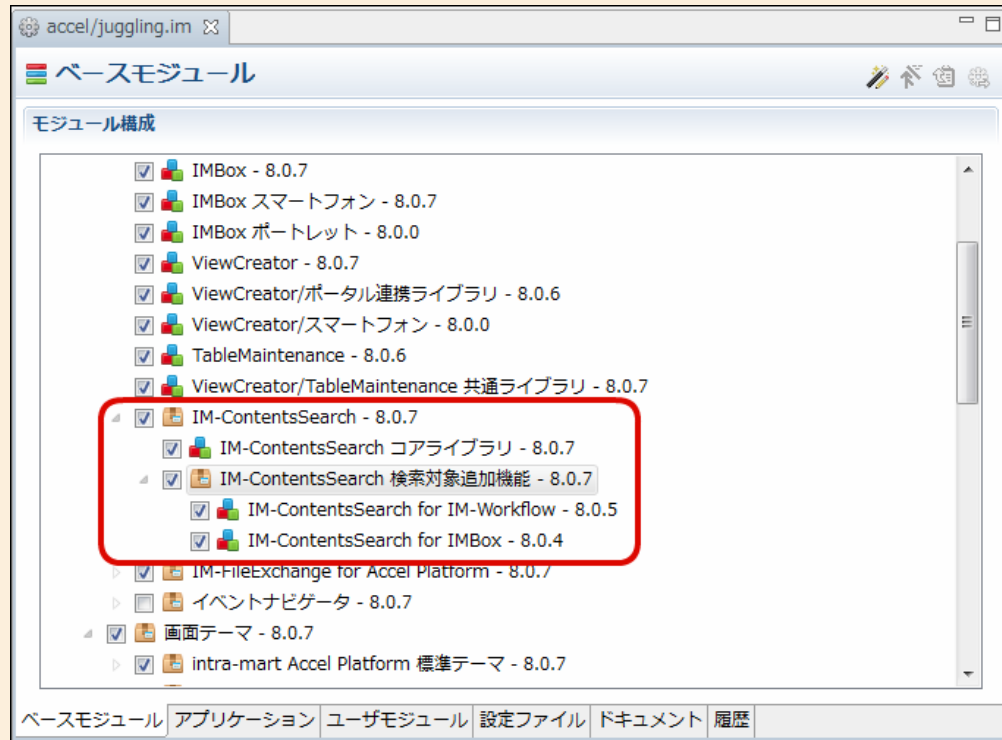 accel/juggling.im
ベースモジュール
モジュール構成
IMBox - 8.0.7
IMBox スマートフォン - 8.0.7
IMBox ポートレット - 8.0.0
ViewCreator - 8.0.7
ViewCreator/ポータル連携ライブラリ - 8.0.6
ViewCreator/スマートフォン - 8.0.0
TableMaintenance - 8.0.6
ViewCreator/TableMaintenance 共通ライブラリ - 8.0.7
IM-ContentsSearch - 8.0.7
IM-ContentsSearch コアライブラリ - 8.0.7
IM-ContentsSearch 検索対象追加機能 - 8.0.7
IM-ContentsSearch for IM-Workflow - 8.0.5
IM-ContentsSearch for IMBox - 8.0.4
IM-FileExchange for Accel Platform - 8.0.7
イベントナビゲータ - 8.0.7
画面テーマ - 8.0.7
intra-mart Accel Platform 標準テーマ - 8.0.7
ベースモジュール アプリケーション ユーザモジュール 設定ファイル ドキュメント 履歴